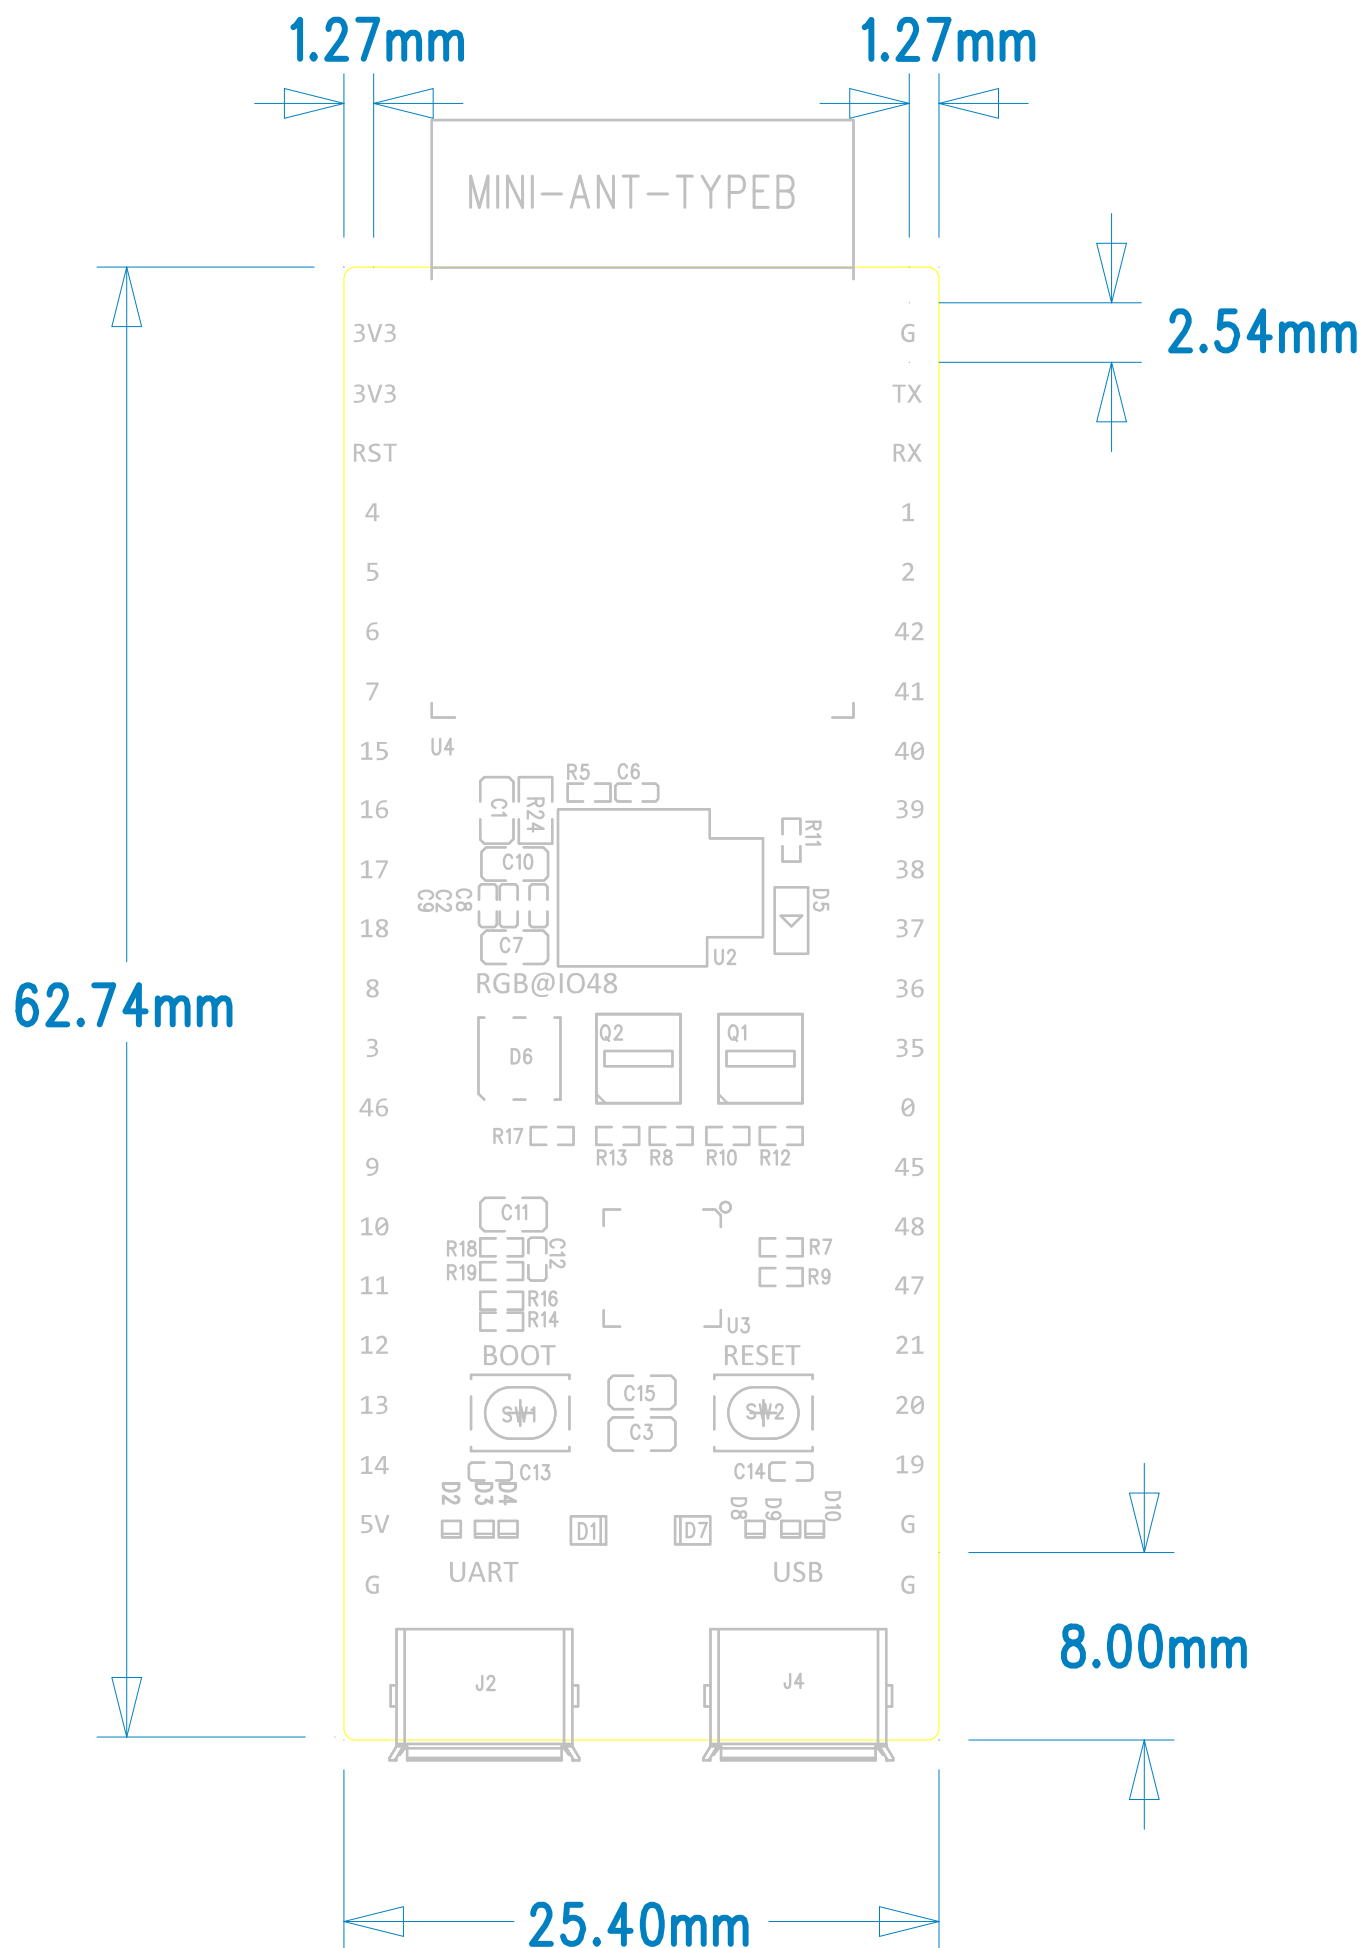 1.27mm 1.27mm
MINI-ANT-TYPEB
3V3 G
2.54mm
3V3 TX
RST RX
4 1
5 2
6 42
7 41
U4
15 40
R5 C6
16 C1 R24 R11 39
C10
17 38
C9 C2 C8 D5
18 37
C7 U2
RGB@IO48
8 36
62.74mm
Q2 Q1
3 D6 35
46 0
R17
R13 R8 R10 R12
9 45
C11
10 48
R18 C12 R7
R19 R9
11 47
R16
R14 U3
12 21
BOOT RESET
C15
13 20
SW1 SW2
C3
14 19
C13 C14
D2 D3 D4 D8 D9 D10
5V D1 D7 G
UART USB
G G
8.00mm
J2 J4
25.40mm